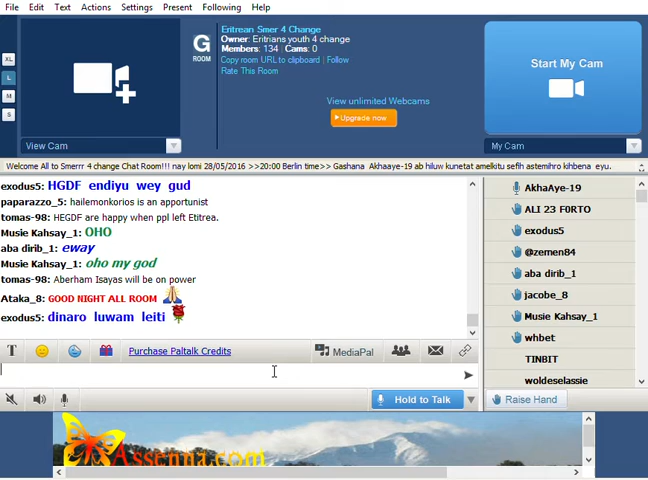 File Edit Text Actions Settings Present Following Help
XL
L
M
S
View Cam
G
ROOM
Eritrean Smer 4 Change
Owner: Eritrians youth 4 change
Members: 134 | Cams: 0
Copy room URL to clipboard | Follow
Rate This Room
View unlimited Webcams
Upgrade now
Start My Cam
My Cam
Welcome All to Smerrr 4 change Chat Room!!! nay lomi 28/05/2016 >>20:00 Berlin time>> Gashana Akhaaye-19 ab hiluw kunetat amelkitu sefih astemihro kihbena eyu.
exodus5: HGDF endiyu wey gud
paparazzo_5: hailemonkorios is an apportunist
tomas-98: HEGDF are happy when ppl left Etitrea.
Musie Kahsay_1: OHO
aba dirib_1: eway
Musie Kahsay_1: oho my god
tomas-98: Aberham Isayas will be on power
Ataka_8: GOOD NIGHT ALL ROOM
exodus5: dinaro luwam leiti
AkhaAye-19
ALI 23 F0RTO
exodus5
@zemen84
aba dirib_1
jacobe_8
Musie Kahsay_1
whbet
TINBIT
woldeselassie
T Purchase Paltalk Credits MediaPal
Hold to Talk
Raise Hand
Assenna.com